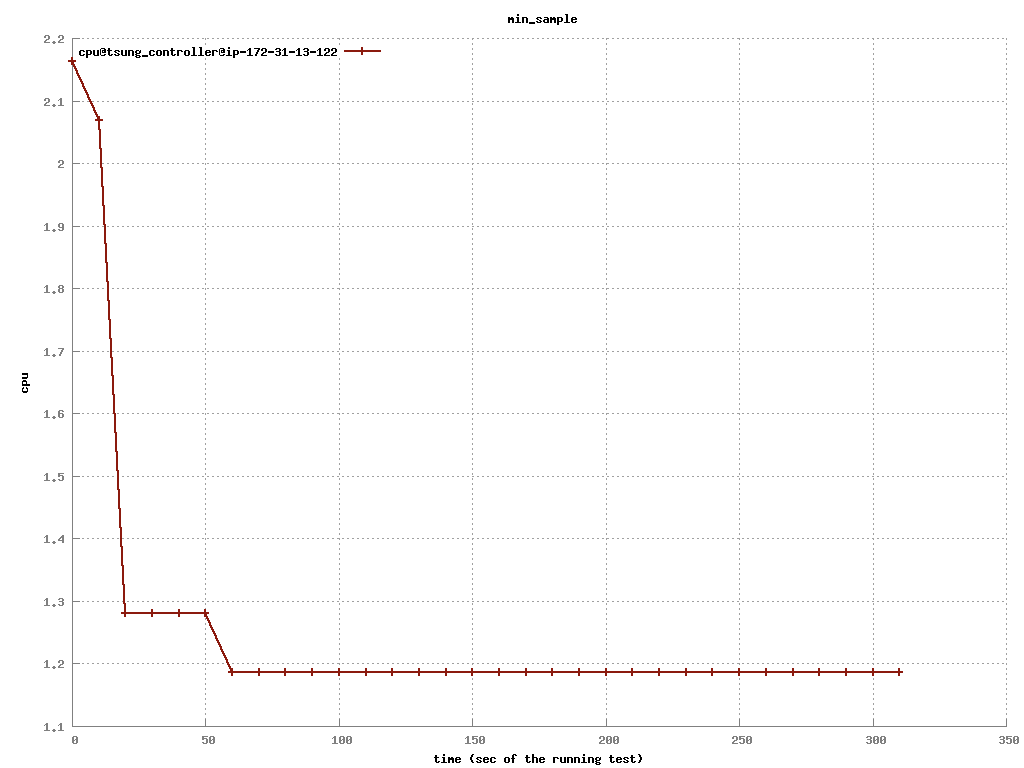 min_sample
cpu@tsung_controller@ip-172-31-13-122
2.2
2.1
2
1.9
1.8
1.7
1.6
1.5
1.4
1.3
1.2
1.1
cpu
0 50 100 150 200 250 300 350
time (sec of the running test)